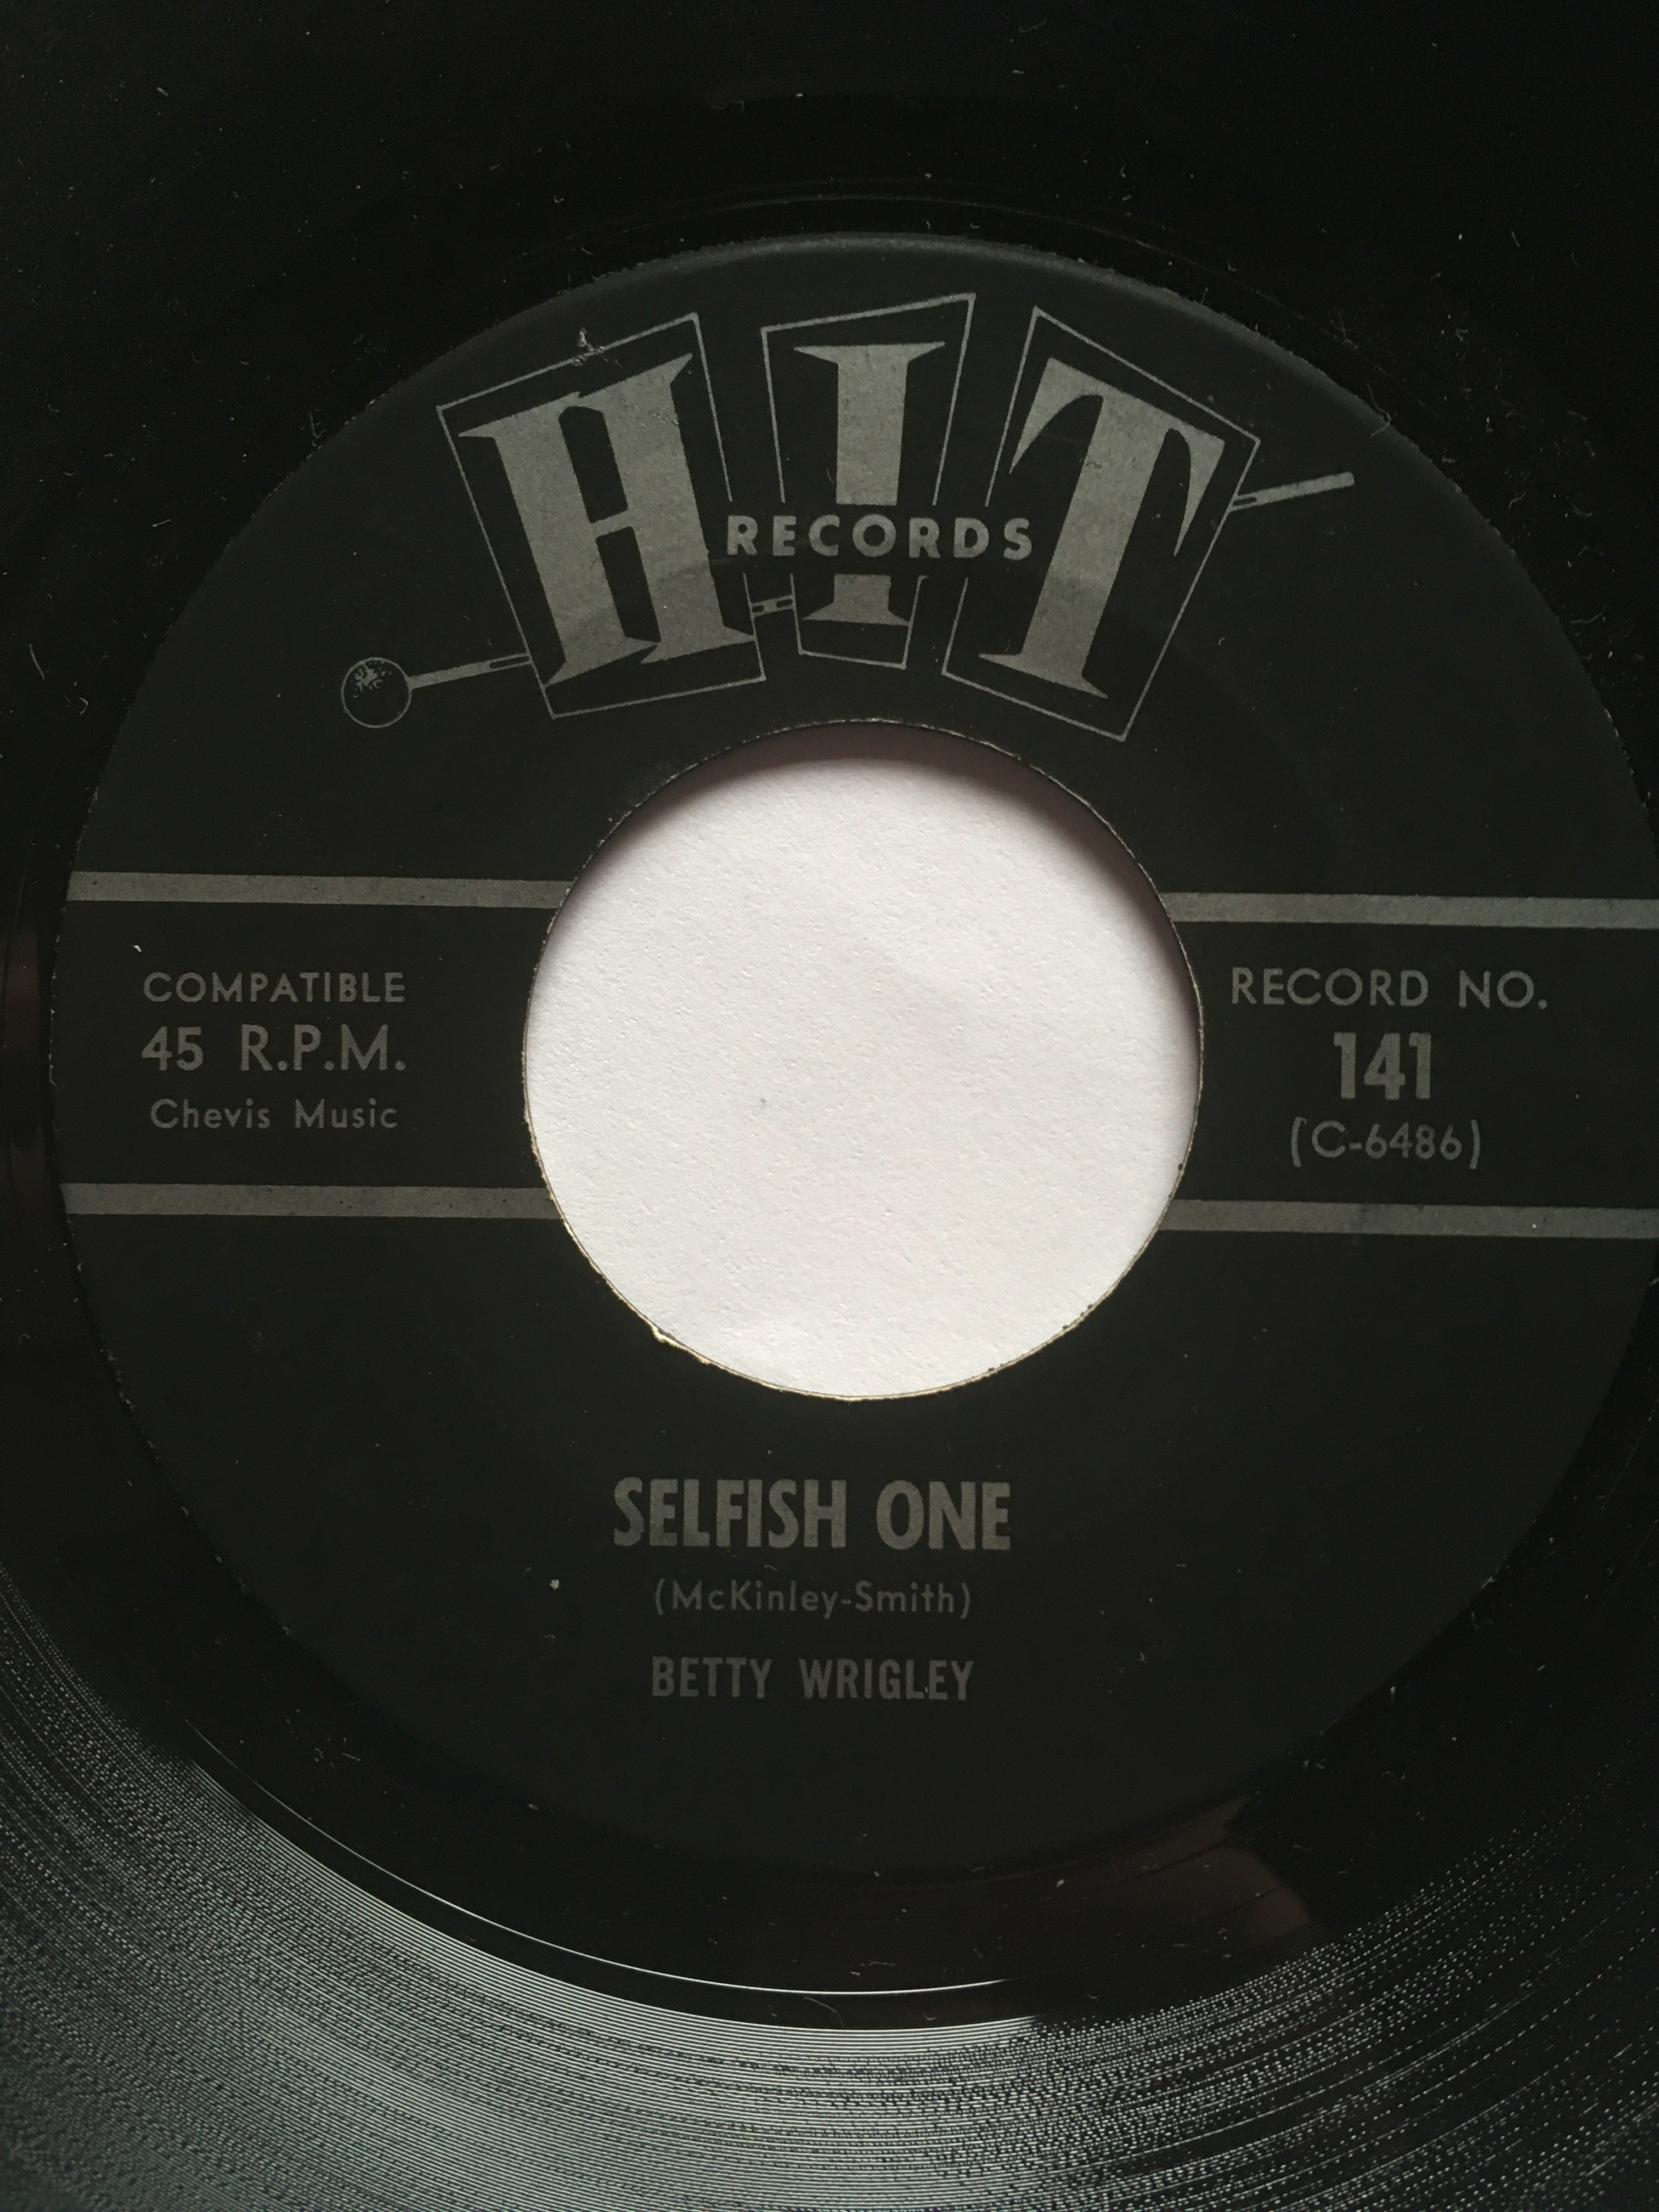 HIT
RECORDS
COMPATIBLE
45 R.P.M.
Chevis Music
RECORD NO.
141
(C-6486)
SELFISH ONE
(McKinley-Smith)
BETTY WRIGLEY